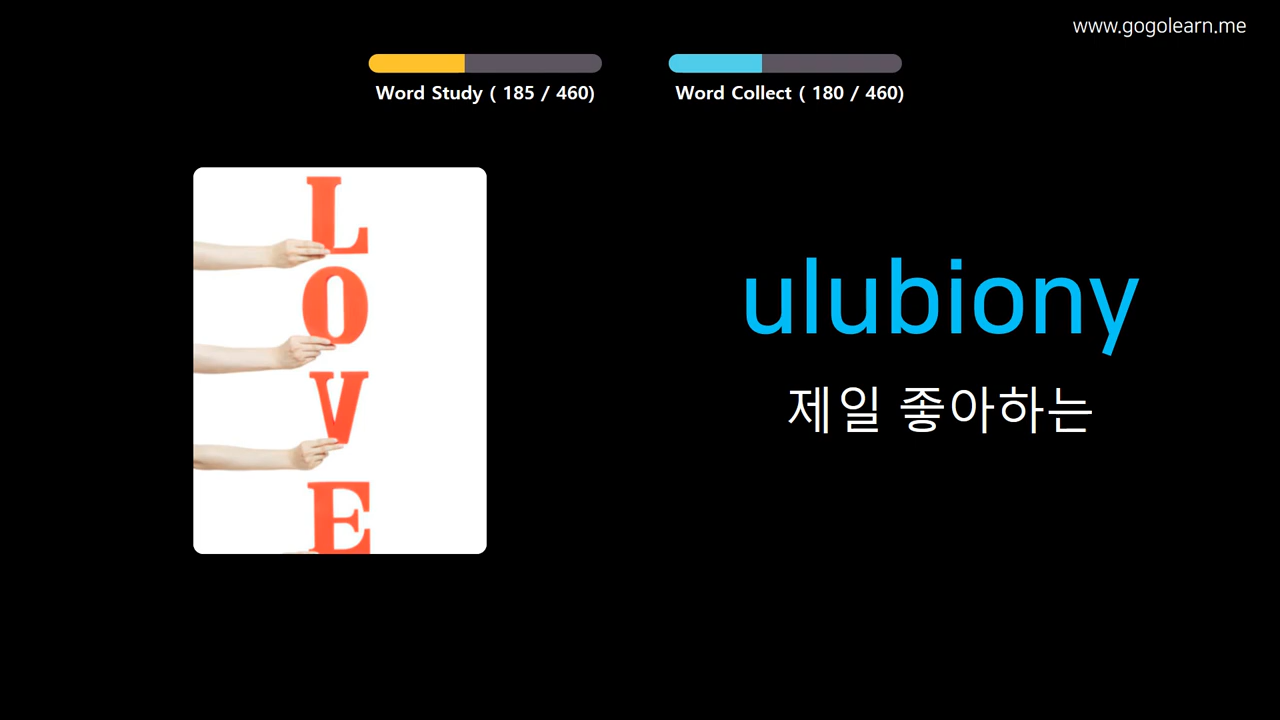 www.gogolearn.me
Word Study ( 185 / 460)
Word Collect ( 180 / 460)
L
O
V
E
ulubiony
제일 좋아하는